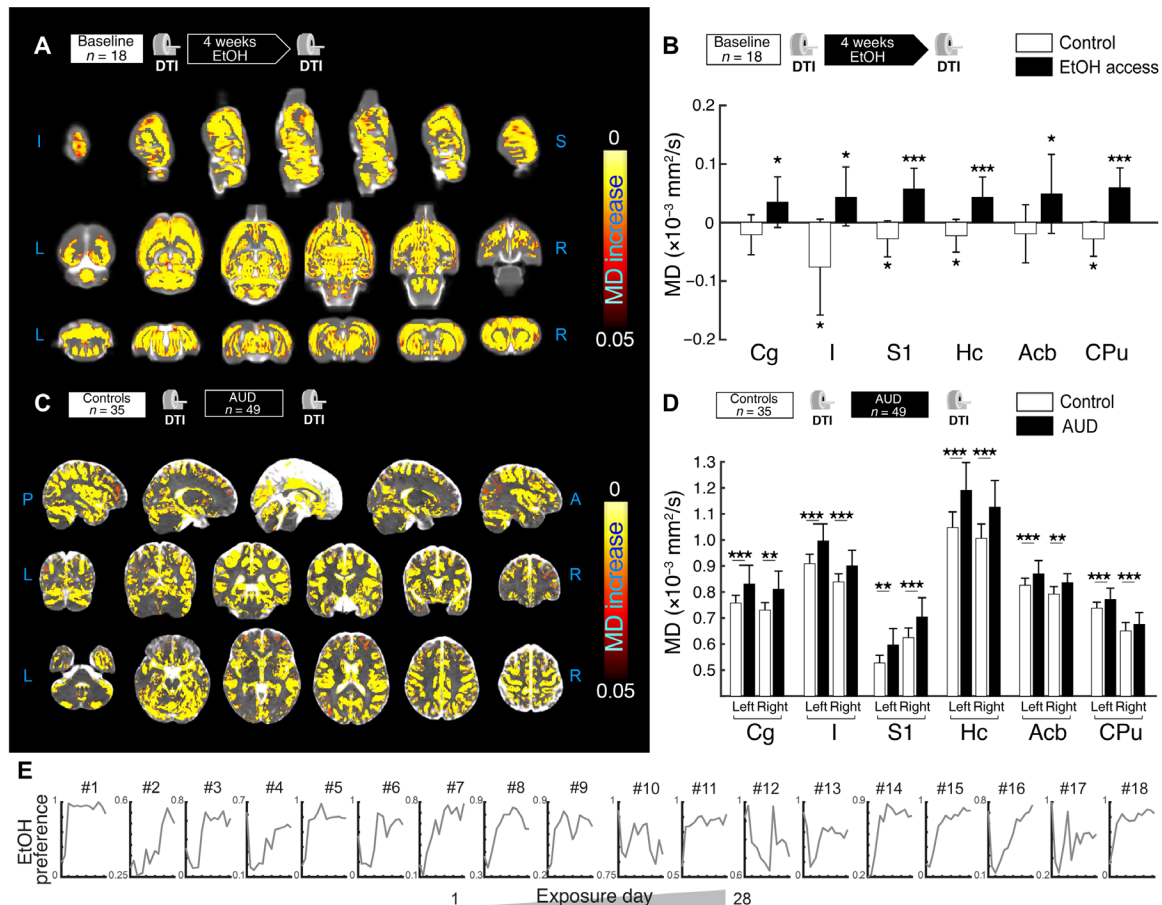 A
Baseline
n = 18
DTI
4 weeks
EtOH
DTI
I
S
L
R
L
R
0
MD increase
0.05
B
Baseline
n = 18
DTI
4 weeks
EtOH
DTI
Control
EtOH access
MD (×10⁻³ mm²/s)
0.2
0.1
0
−0.1
−0.2
* * *** *** * ***
* * * *
Cg I S1 Hc Acb CPu
C
Controls
n = 35
DTI
AUD
n = 49
DTI
P
A
L
R
L
R
0
MD increase
0.05
D
Controls
n = 35
DTI
AUD
n = 49
DTI
Control
AUD
MD (×10⁻³ mm²/s)
1.3
1.2
1.1
1.0
0.9
0.8
0.7
0.6
0.5
*** ** *** *** ** *** *** *** *** ** *** ***
Left Right Left Right Left Right Left Right Left Right Left Right
Cg I S1 Hc Acb CPu
E
EtOH
preference
#1 #2 #3 #4 #5 #6 #7 #8 #9 #10 #11 #12 #13 #14 #15 #16 #17 #18
1 0.6 0.8 0.7 1 1 0.8 0.9 0.9 1 1 1 1 0.9 1 0.8 1 1
0 0.25 0 0 0 0 0.1 0.3 0.2 0.75 0 0.6 0 0.2 0 0.1 0.2 0
1 Exposure day 28